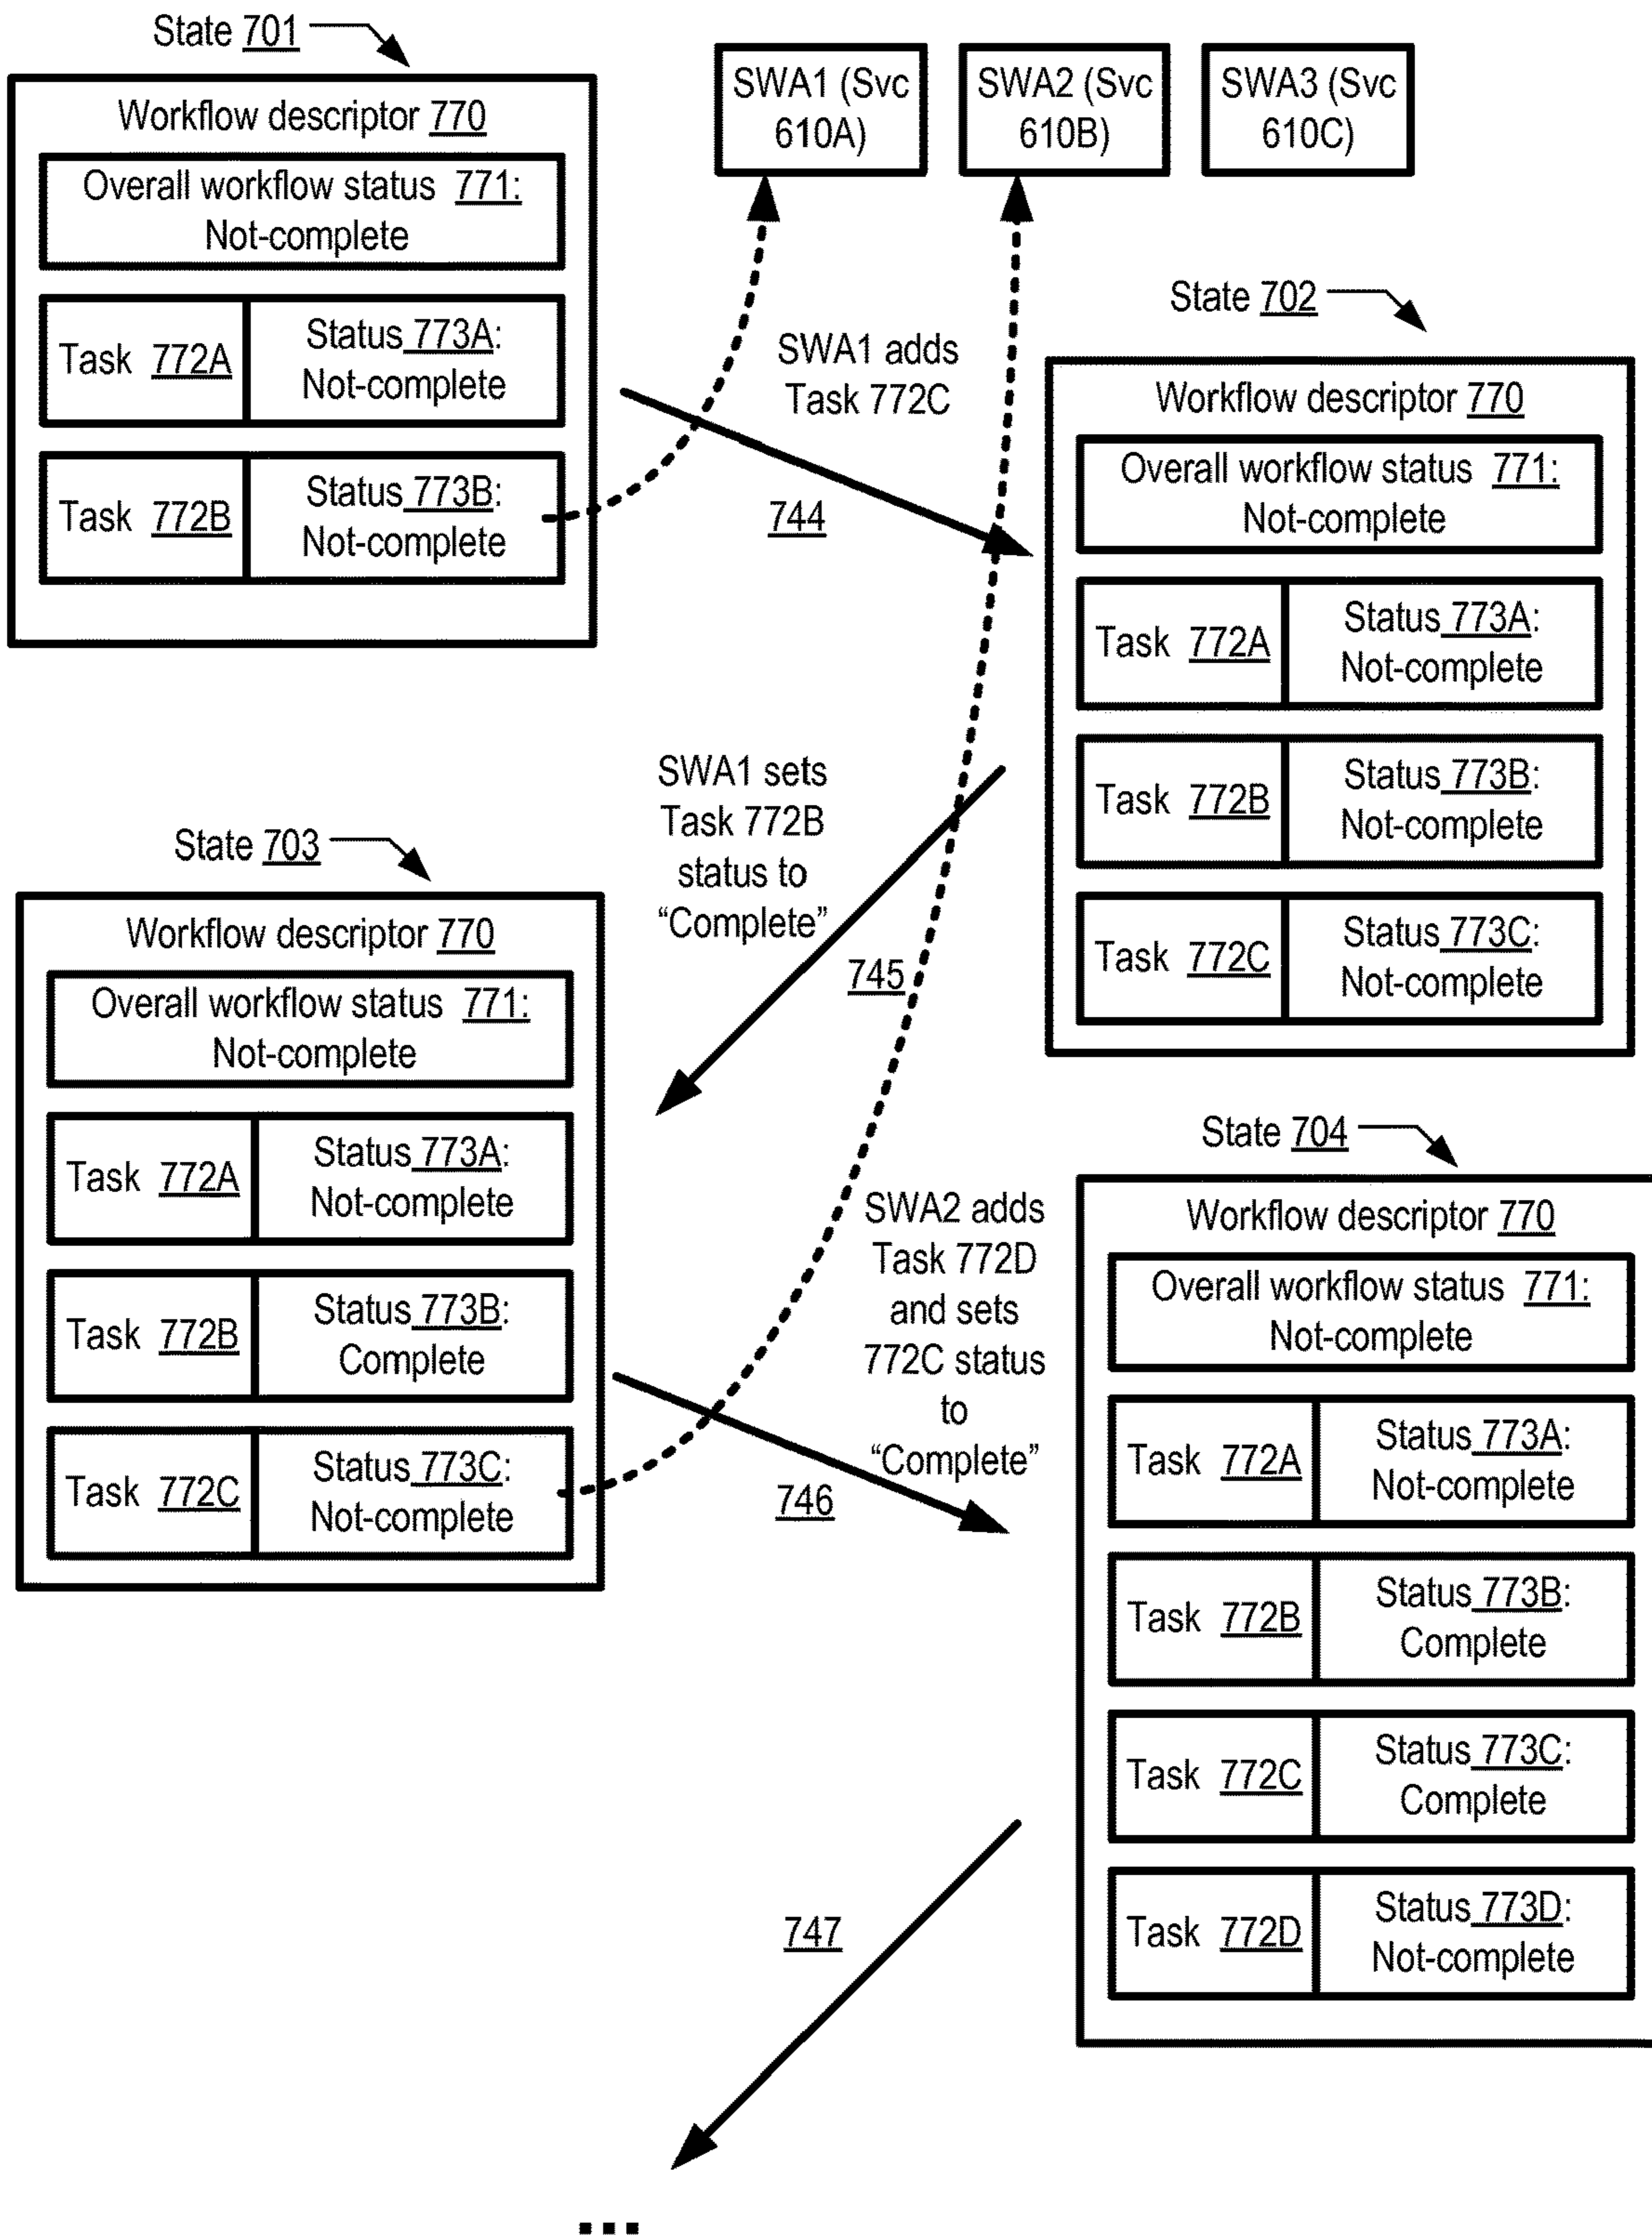 State 701
Workflow descriptor 770
Overall workflow status 771:
Not-complete
Task 772A
Status 773A:
Not-complete
Task 772B
Status 773B:
Not-complete
SWA1 (Svc
610A)
SWA2 (Svc
610B)
SWA3 (Svc
610C)
SWA1 adds
Task 772C
744
State 702
Workflow descriptor 770
Overall workflow status 771:
Not-complete
Task 772A
Status 773A:
Not-complete
Task 772B
Status 773B:
Not-complete
Task 772C
Status 773C:
Not-complete
SWA1 sets
Task 772B
status to
“Complete”
745
State 703
Workflow descriptor 770
Overall workflow status 771:
Not-complete
Task 772A
Status 773A:
Not-complete
Task 772B
Status 773B:
Complete
Task 772C
Status 773C:
Not-complete
SWA2 adds
Task 772D
and sets
772C status
to
“Complete”
746
State 704
Workflow descriptor 770
Overall workflow status 771:
Not-complete
Task 772A
Status 773A:
Not-complete
Task 772B
Status 773B:
Complete
Task 772C
Status 773C:
Complete
Task 772D
Status 773D:
Not-complete
747
...